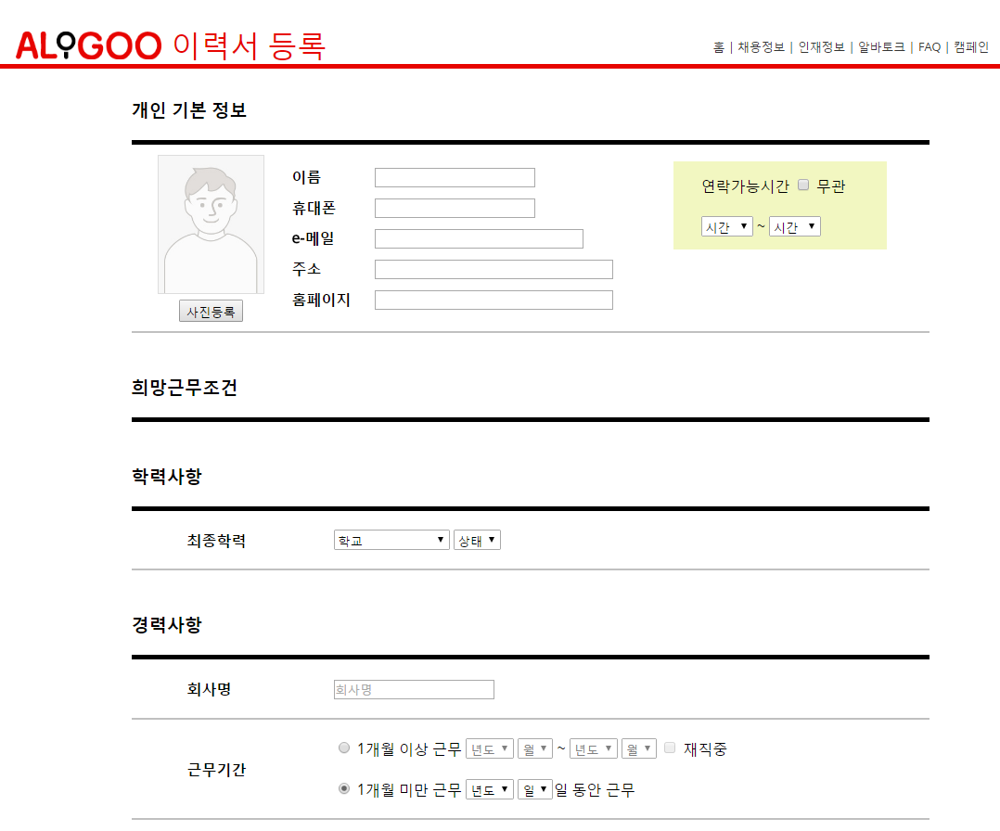 ALOGOO 이력서 등록
홈 | 채용정보 | 인재정보 | 알바토크 | FAQ | 캠페인
개인 기본 정보
이름
휴대폰
e-메일
주소
홈페이지
사진등록
연락가능시간 무관
시간 ~ 시간
희망근무조건
학력사항
최종학력 학교 상태
경력사항
회사명 회사명
근무기간
1개월 이상 근무 년도 월 ~ 년도 월 재직중
1개월 미만 근무 년도 일 일 동안 근무